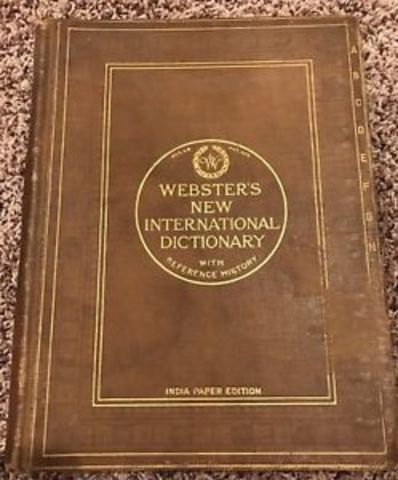 W
WEBSTER'S
NEW
INTERNATIONAL
DICTIONARY
WITH
REFERENCE HISTORY
INDIA PAPER EDITION
A
B
C
D
E
F
G
H